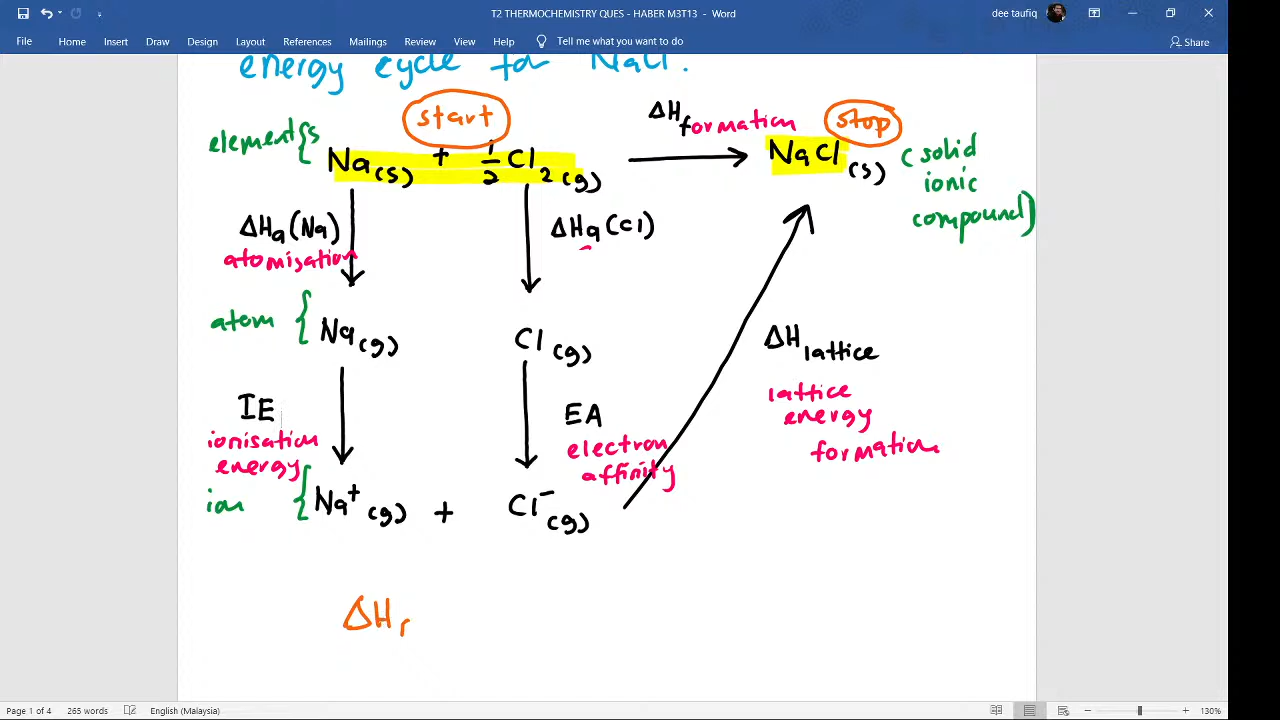 T2 THERMOCHEMISTRY QUES - HABER M3T13 - Word
dee taufiq
File Home Insert Draw Design Layout References Mailings Review View Help Tell me what you want to do Share
energy cycle for NaCl.
start
ΔHformation
stop
element{s
Na(s) + 1/2 Cl2(g)
NaCl(s)
(solid
ionic
compound)
ΔHa(Na)
atomisation
ΔHa(Cl)
atom {
Na(g)
Cl(g)
ΔHlattice
lattice
energy
formation
IE
ionisation
energy
EA
electron
affinity
ion {
Na+(g) + Cl-(g)
ΔH
Page 1 of 4 265 words English (Malaysia) 130%